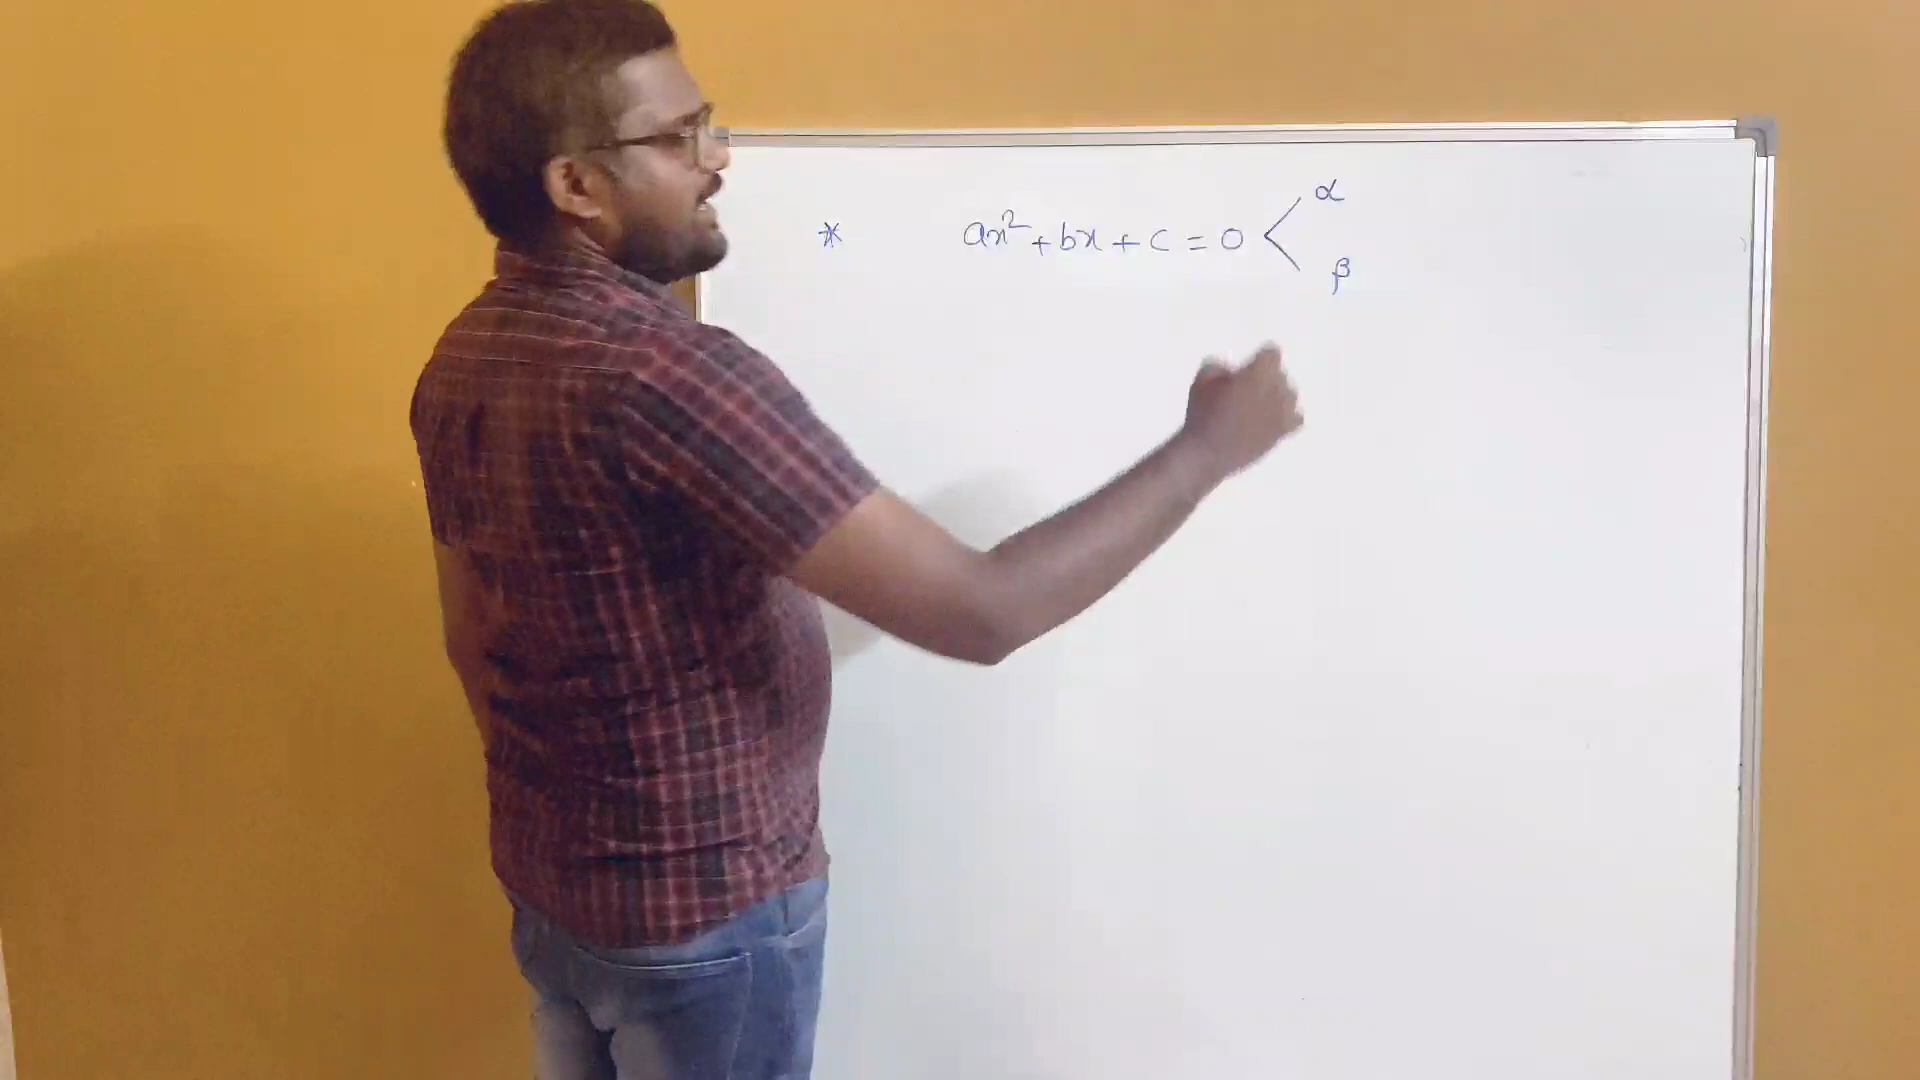 * ax²+bx+c=0 < α
β